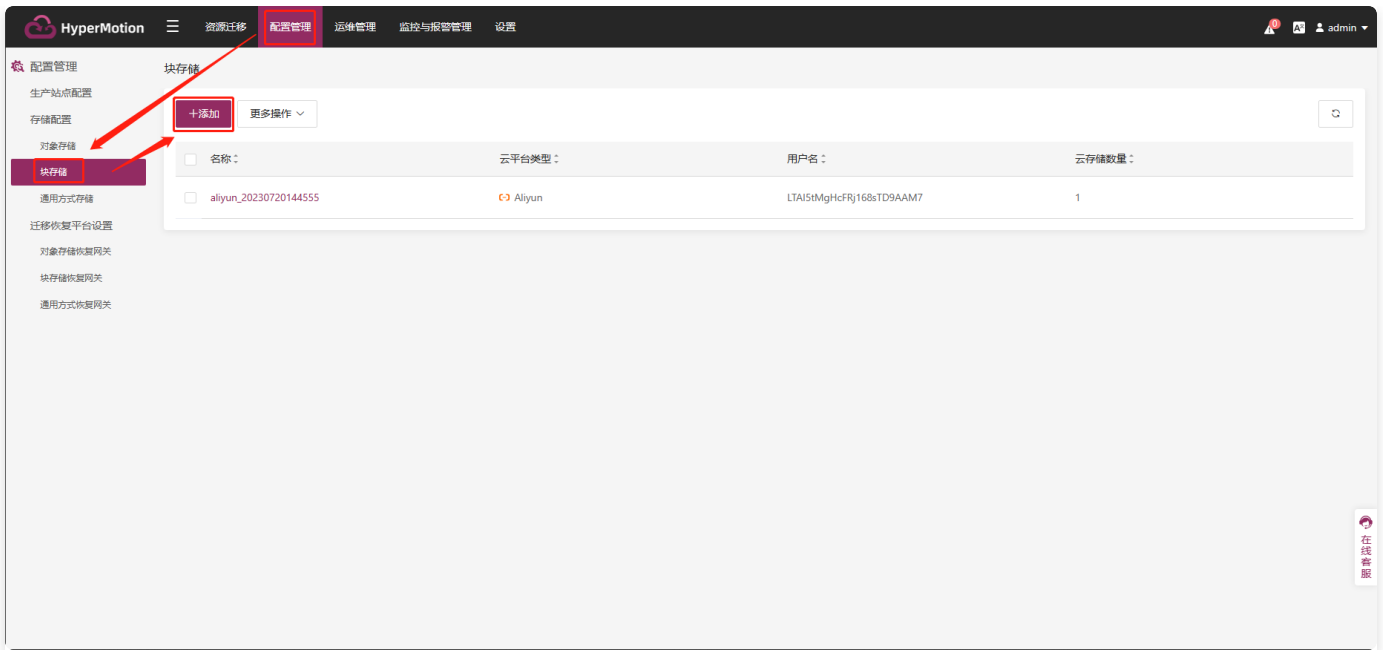 HyperMotion 资源迁移 配置管理 运维管理 监控与报警管理 设置 0 A admin
配置管理
生产站点配置
存储配置
对象存储
块存储
通用方式存储
迁移恢复平台设置
对象存储恢复网关
块存储恢复网关
通用方式恢复网关
块存储
+添加 更多操作
名称 云平台类型 用户名 云存储数量
aliyun_20230720144555 Aliyun LTAI5tMgHcFRj168sTD9AAM7 1
在线客服